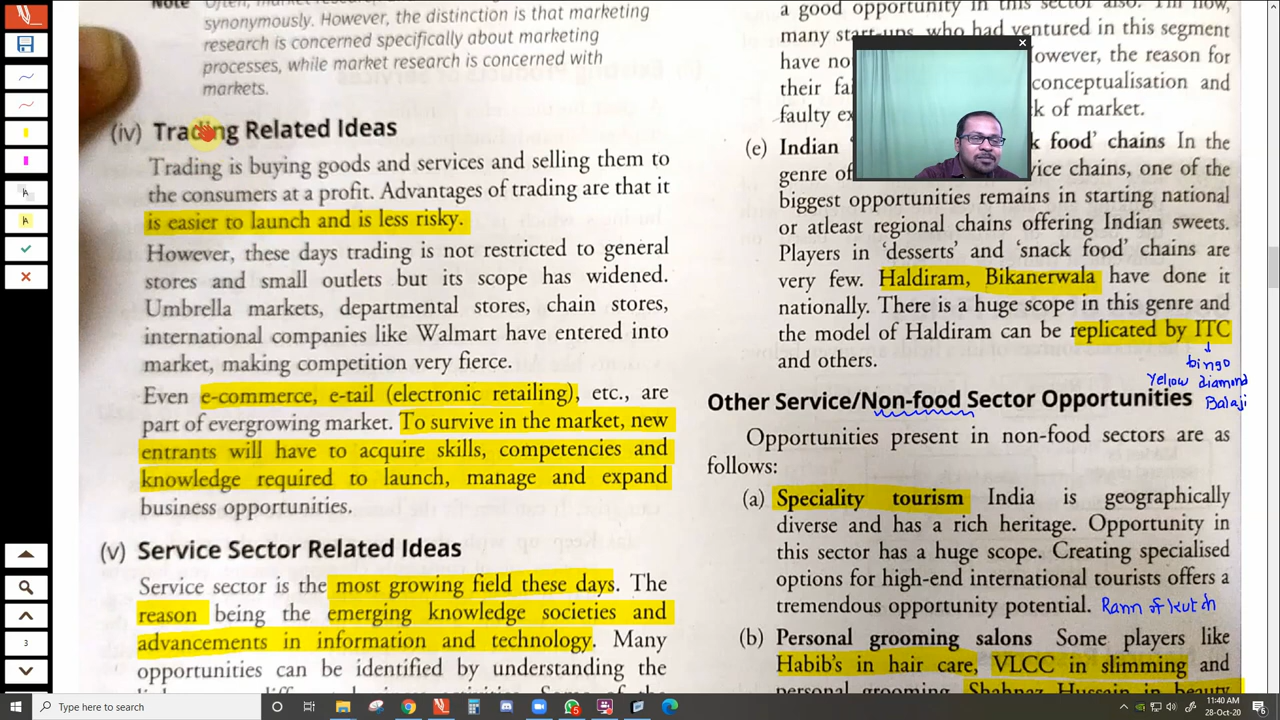 Note Often, market rese
synonymously. However, the distinction is that marketing
research is concerned specifically about marketing
processes, while market research is concerned with
markets.
(iv) Trading Related Ideas
Trading is buying goods and services and selling them to
the consumers at a profit. Advantages of trading are that it
is easier to launch and is less risky.
However, these days trading is not restricted to general
stores and small outlets but its scope has widened.
Umbrella markets, departmental stores, chain stores,
international companies like Walmart have entered into
market, making competition very fierce.
Even e-commerce, e-tail (electronic retailing), etc., are
part of evergrowing market. To survive in the market, new
entrants will have to acquire skills, competencies and
knowledge required to launch, manage and expand
business opportunities.
(v) Service Sector Related Ideas
Service sector is the most growing field these days. The
reason being the emerging knowledge societies and
advancements in information and technology. Many
opportunities can be identified by understanding the
a good opportunity in this sector also. Till now,
many start-ups, who had ventured in this segment
have no However, the reason for
their fai conceptualisation and
faulty ex k of market.
(e) Indian k food' chains In the
genre of vice chains, one of the
biggest opportunities remains in starting national
or atleast regional chains offering Indian sweets.
Players in 'desserts' and 'snack food' chains are
very few. Haldiram, Bikanerwala have done it
nationally. There is a huge scope in this genre and
the model of Haldiram can be replicated by ITC
and others.
bingo
Yellow diamond
Balaji
Other Service/Non-food Sector Opportunities
Opportunities present in non-food sectors are as
follows:
(a) Speciality tourism India is geographically
diverse and has a rich heritage. Opportunity in
this sector has a huge scope. Creating specialised
options for high-end international tourists offers a
tremendous opportunity potential. Rann of kutch
(b) Personal grooming salons Some players like
Habib's in hair care, VLCC in slimming and
personal grooming, Shahnaz Hussain in beauty
3
Type here to search
11:40 AM
28-Oct-20
6